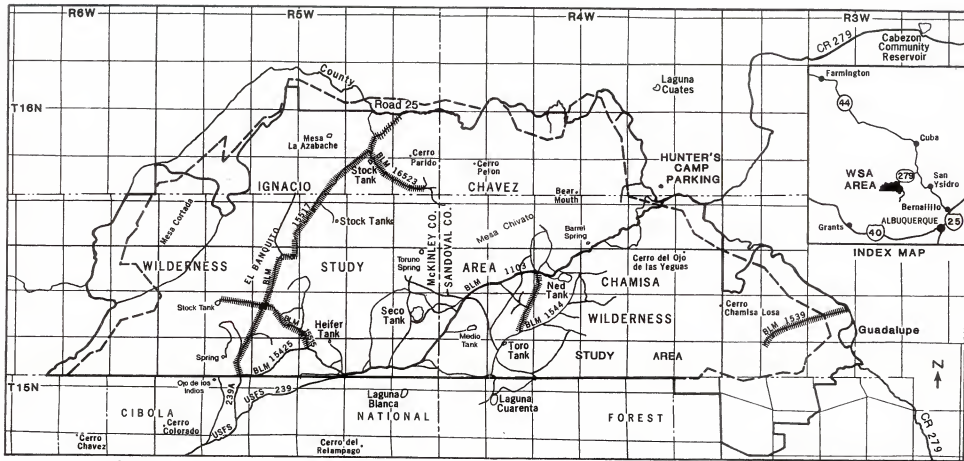 R6W
R5W
R4W
R3W
CR 279
Cabezon
Community
Reservoir
County
Road 25
T16N
Laguna
Cuates
Mesa
La Azabache
Stock
Tank
BLM 16523
Cerro
Parido
Cerro
Pelon
HUNTER'S
CAMP
PARKING
IGNACIO
CHAVEZ
Bear
Mouth
Mesa Cortada
EL BANQUITO
BLM 15317
Stock Tank
McKINLEY CO.
SANDOVAL CO.
Mesa Chivato
Barrel
Spring
Toruno
Spring
WILDERNESS
STUDY
AREA
BLM 1103
Cerro del Ojo
de las Yeguas
CHAMISA
Ned
Tank
Stock Tank
Seco
Tank
BLM 1544
WILDERNESS
Cerro
Chamisa Losa
BLM 1539
Guadalupe
Heifer
Tank
Medio
Tank
Toro
Tank
Spring
BLM 15425
STUDY
AREA
T15N
Ojo de los
Indios
239A
USFS 239
Laguna
Blanca
Laguna
Cuarenta
CIBOLA
NATIONAL
FOREST
Cerro
Colorado
USFS
Cerro
Chavez
Cerro del
Relampago
N
CR 279
Farmington
44
Cuba
WSA
AREA
279
San
Ysidro
Bernalillo
ALBUQUERQUE
25
Grants
40
INDEX MAP